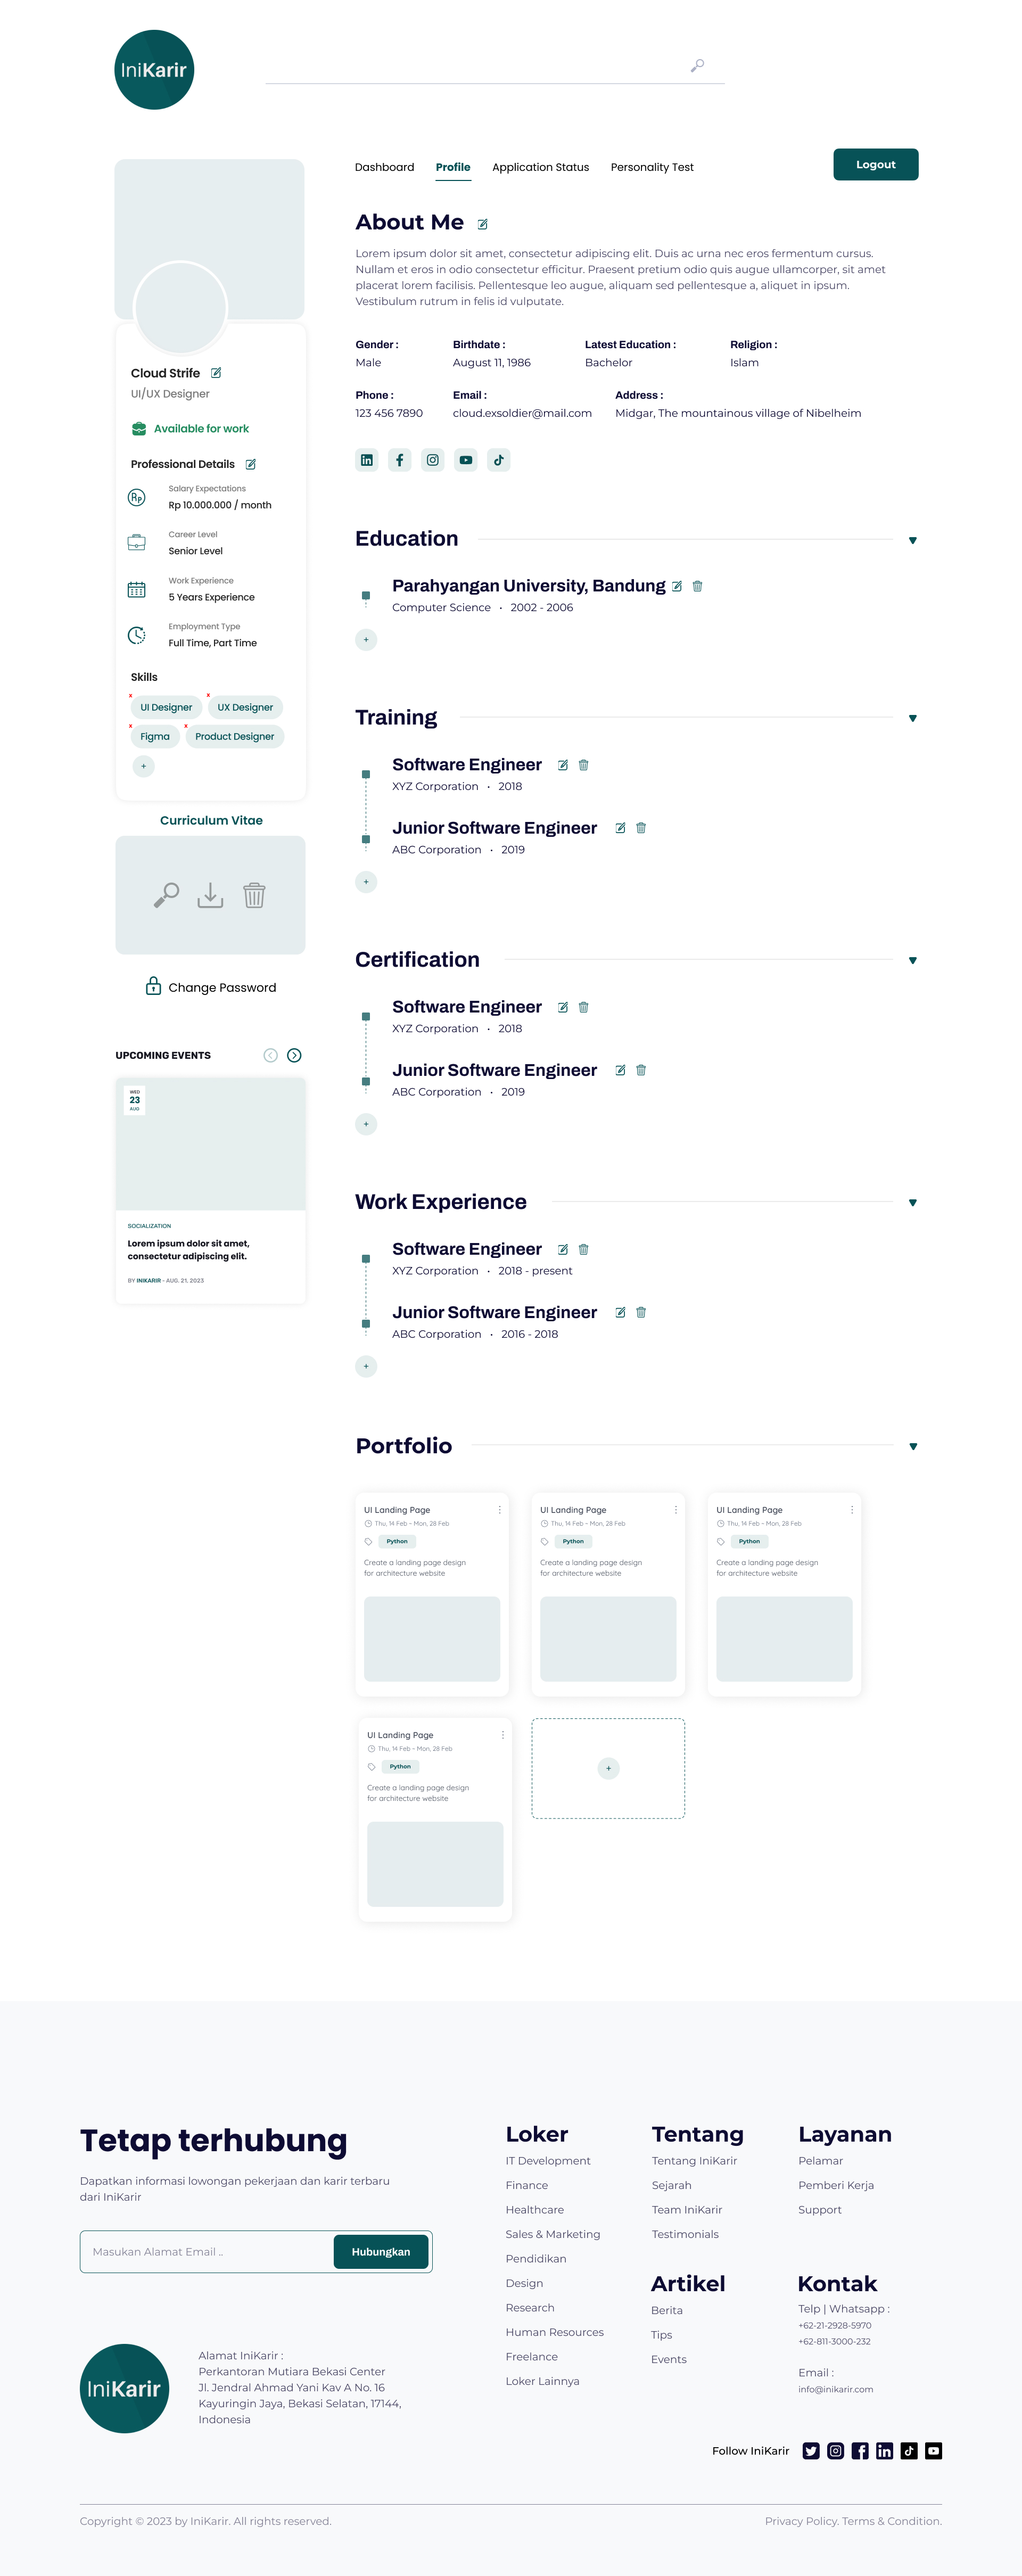 IniKarir
Dashboard Profile Application Status Personality Test Logout
About Me
Lorem ipsum dolor sit amet, consectetur adipiscing elit. Duis ac urna nec eros fermentum cursus.
Nullam et eros in odio consectetur efficitur. Praesent pretium odio quis augue ullamcorper, sit amet
placerat lorem facilisis. Pellentesque leo augue, aliquam sed pellentesque a, aliquet in ipsum.
Vestibulum rutrum in felis id vulputate.
Gender : Birthdate : Latest Education : Religion :
Male August 11, 1986 Bachelor Islam
Phone : Email : Address :
123 456 7890 cloud.exsoldier@mail.com Midgar, The mountainous village of Nibelheim
Cloud Strife
UI/UX Designer
Available for work
Professional Details
Salary Expectations
Rp 10.000.000 / month
Career Level
Senior Level
Work Experience
5 Years Experience
Employment Type
Full Time, Part Time
Skills
x x
UI Designer UX Designer
x x
Figma Product Designer
+
Curriculum Vitae
Change Password
UPCOMING EVENTS
WED
23
AUG
SOCIALIZATION
Lorem ipsum dolor sit amet,
consectetur adipiscing elit.
BY INIKARIR - AUG. 21, 2023
Education
Parahyangan University, Bandung
Computer Science • 2002 - 2006
+
Training
Software Engineer
XYZ Corporation • 2018
Junior Software Engineer
ABC Corporation • 2019
+
Certification
Software Engineer
XYZ Corporation • 2018
Junior Software Engineer
ABC Corporation • 2019
+
Work Experience
Software Engineer
XYZ Corporation • 2018 - present
Junior Software Engineer
ABC Corporation • 2016 - 2018
+
Portfolio
UI Landing Page
Thu, 14 Feb – Mon, 28 Feb
Python
Create a landing page design
for architecture website
UI Landing Page
Thu, 14 Feb – Mon, 28 Feb
Python
Create a landing page design
for architecture website
UI Landing Page
Thu, 14 Feb – Mon, 28 Feb
Python
Create a landing page design
for architecture website
UI Landing Page
Thu, 14 Feb – Mon, 28 Feb
Python
Create a landing page design
for architecture website
+
Tetap terhubung
Dapatkan informasi lowongan pekerjaan dan karir terbaru
dari IniKarir
Masukan Alamat Email .. Hubungkan
IniKarir
Alamat IniKarir :
Perkantoran Mutiara Bekasi Center
Jl. Jendral Ahmad Yani Kav A No. 16
Kayuringin Jaya, Bekasi Selatan, 17144,
Indonesia
Loker
IT Development
Finance
Healthcare
Sales & Marketing
Pendidikan
Design
Research
Human Resources
Freelance
Loker Lainnya
Tentang
Tentang IniKarir
Sejarah
Team IniKarir
Testimonials
Artikel
Berita
Tips
Events
Layanan
Pelamar
Pemberi Kerja
Support
Kontak
Telp | Whatsapp :
+62-21-2928-5970
+62-811-3000-232
Email :
info@inikarir.com
Follow IniKarir
Copyright © 2023 by IniKarir. All rights reserved. Privacy Policy. Terms & Condition.